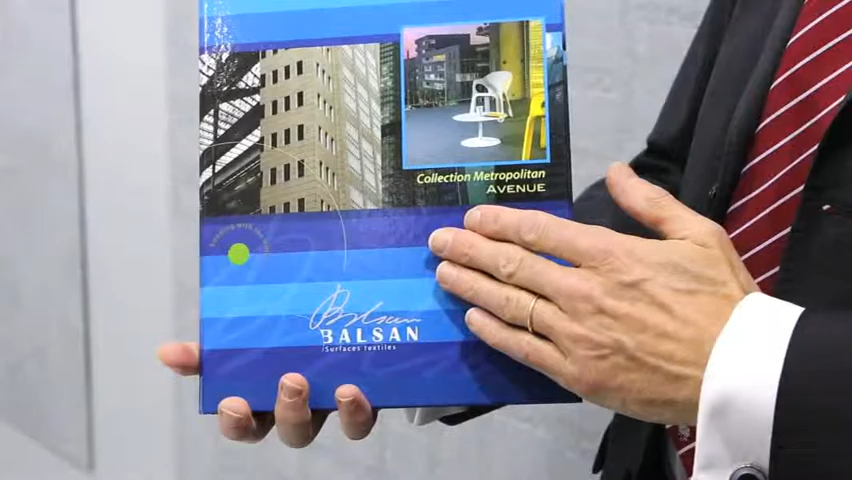 Collection Metropolitan
AVENUE
Balsan
BALSAN
Surfaces textiles